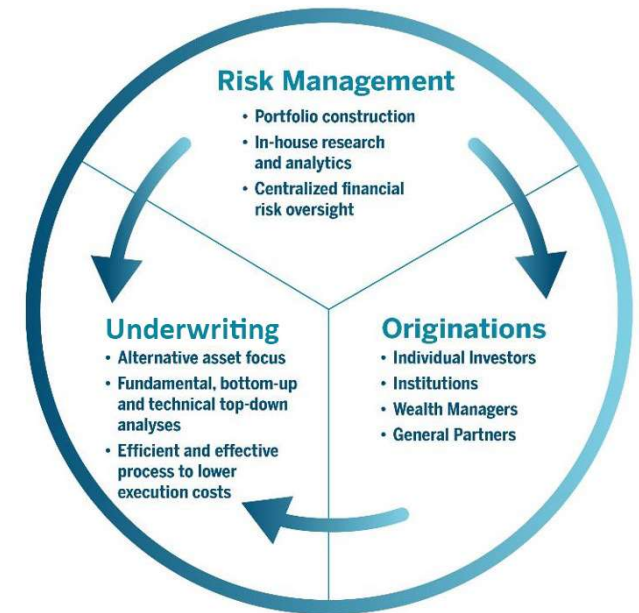 Risk Management
• Portfolio construction
• In-house research
and analytics
• Centralized financial
risk oversight
Underwriting
• Alternative asset focus
• Fundamental, bottom-up
and technical top-down
analyses
• Efficient and effective
process to lower
execution costs
Originations
• Individual Investors
• Institutions
• Wealth Managers
• General Partners